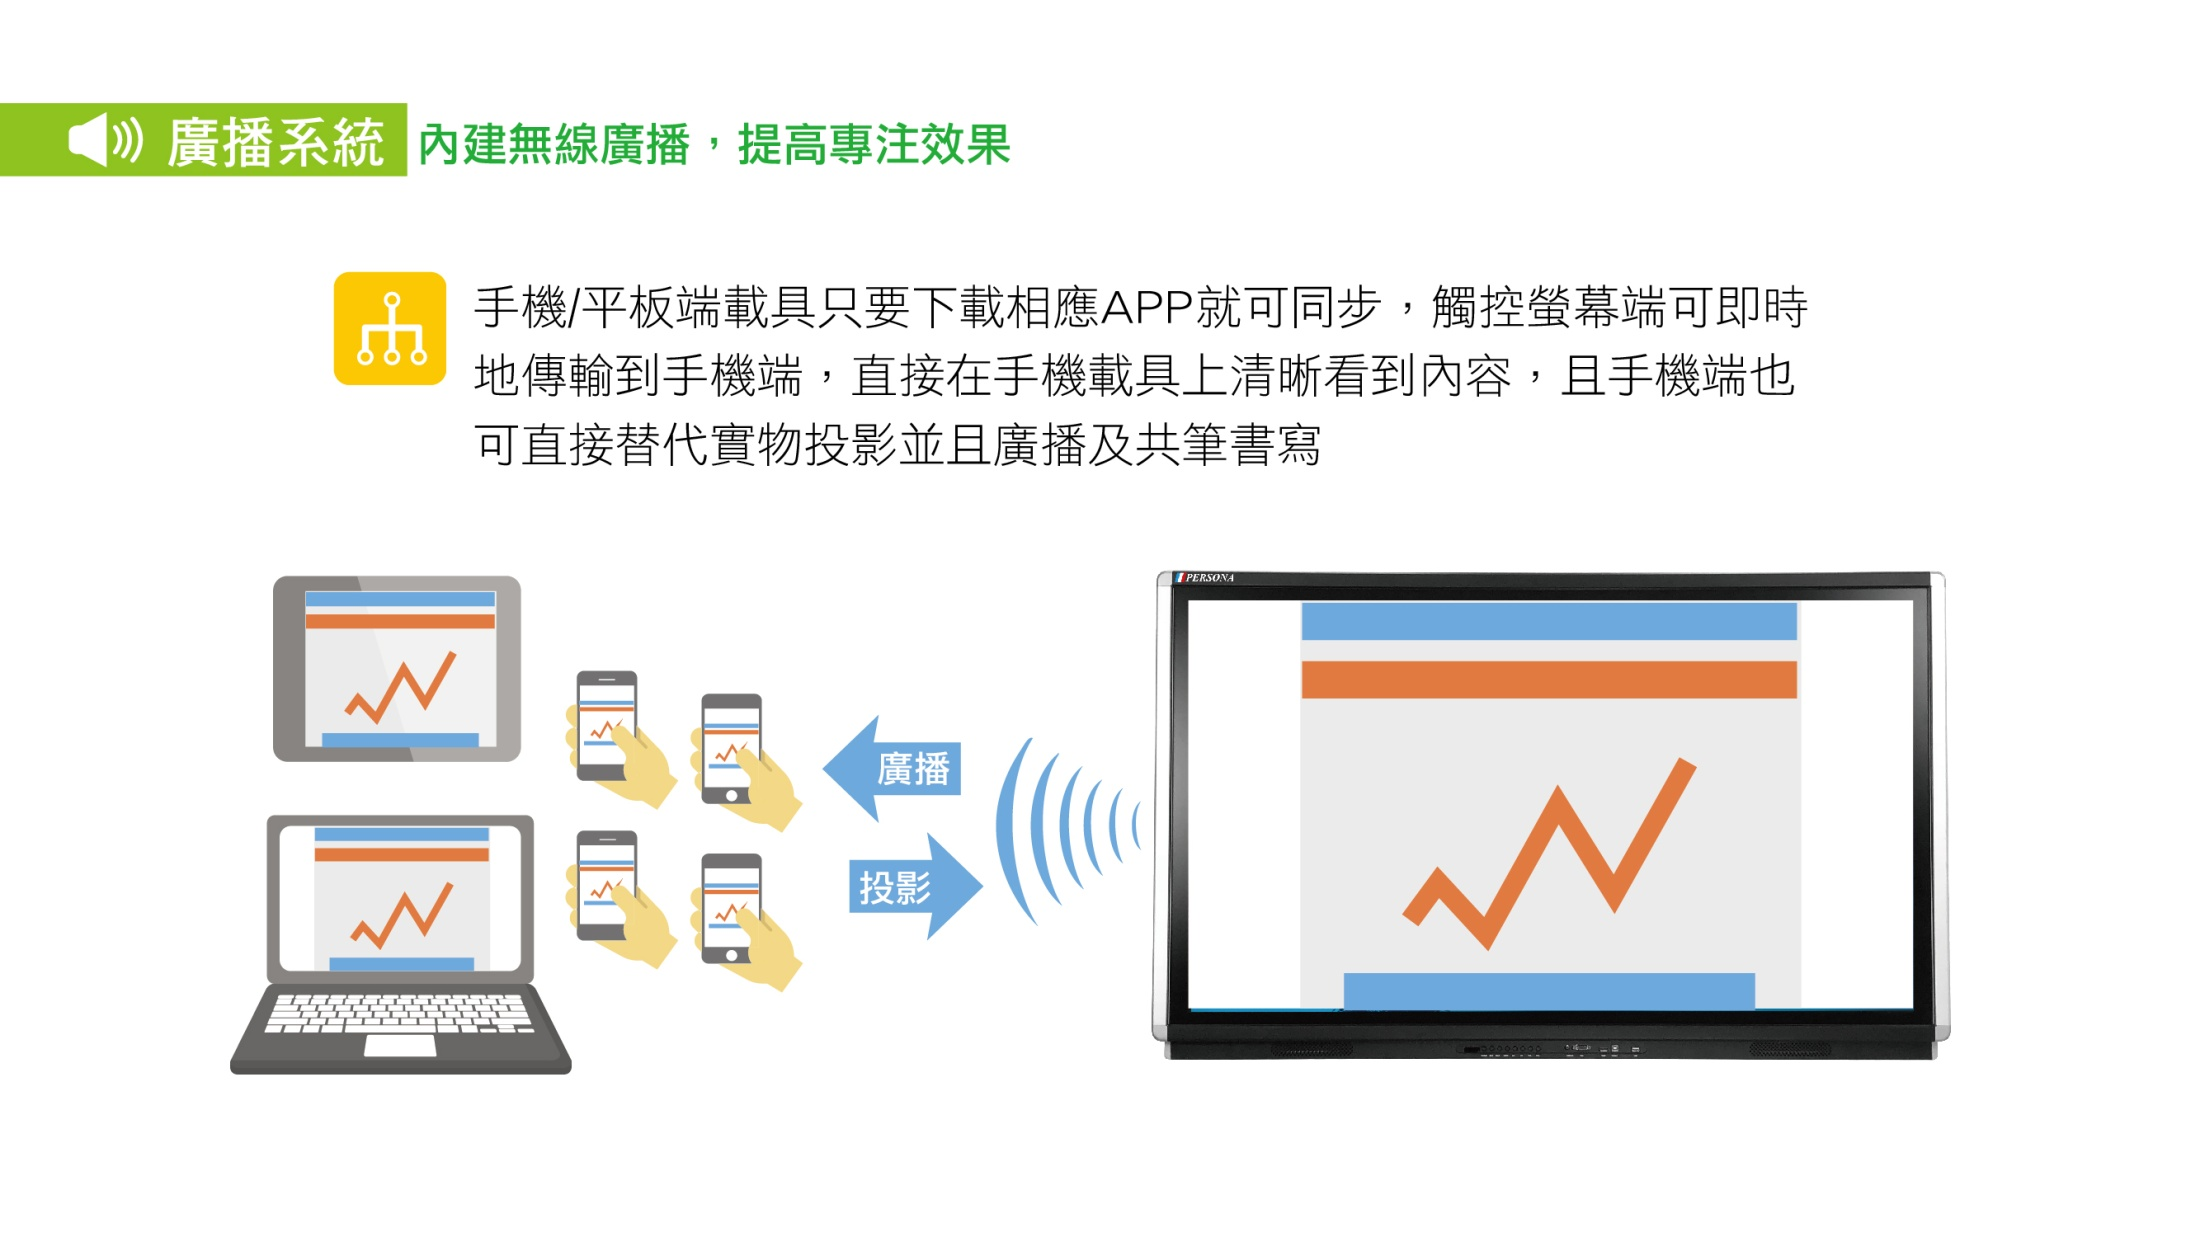 廣播系統 內建無線廣播，提高專注效果
手機/平板端載具只要下載相應APP就可同步，觸控螢幕端可即時
地傳輸到手機端，直接在手機載具上清晰看到內容，且手機端也
可直接替代實物投影並且廣播及共筆書寫
PERSONA
廣播
投影